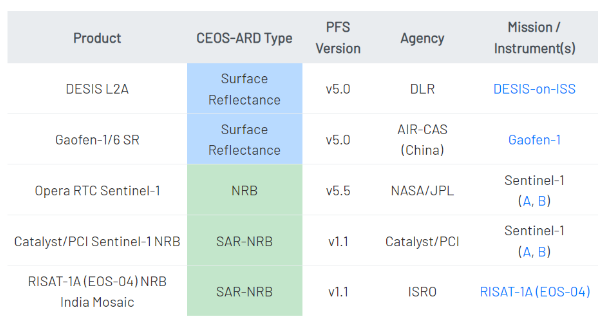 Product CEOS-ARD Type PFS Version Agency Mission / Instrument(s)
DESIS L2A Surface Reflectance v5.0 DLR DESIS-on-ISS
Gaofen-1/6 SR Surface Reflectance v5.0 AIR-CAS (China) Gaofen-1
Opera RTC Sentinel-1 NRB v5.5 NASA/JPL Sentinel-1 (A, B)
Catalyst/PCI Sentinel-1 NRB SAR-NRB v1.1 Catalyst/PCI Sentinel-1 (A, B)
RISAT-1A (EOS-04) NRB India Mosaic SAR-NRB v1.1 ISRO RISAT-1A (EOS-04)